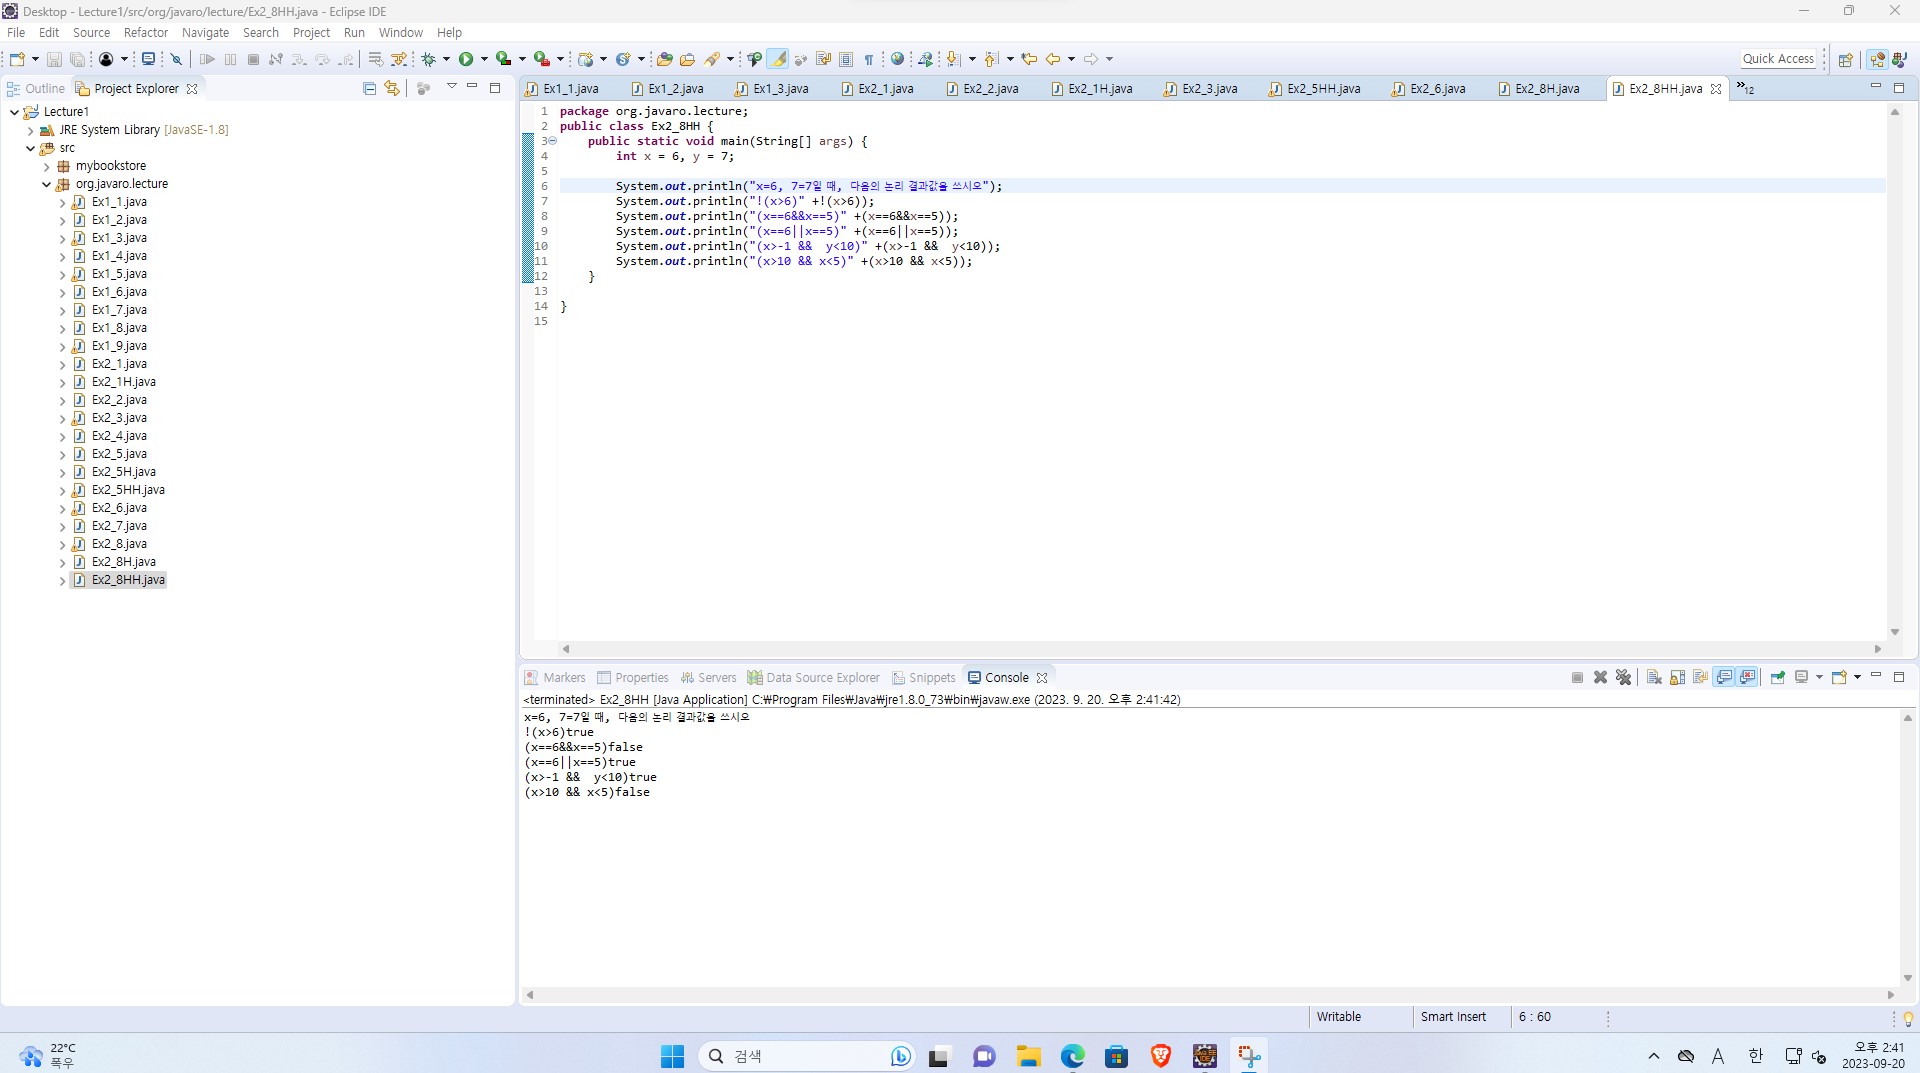 Desktop - Lecture1/src/org/javaro/lecture/Ex2_8HH.java - Eclipse IDE
File Edit Source Refactor Navigate Search Project Run Window Help
Quick Access
Outline Project Explorer
Ex1_1.java Ex1_2.java Ex1_3.java Ex2_1.java Ex2_2.java Ex2_1H.java Ex2_3.java Ex2_5HH.java Ex2_6.java Ex2_8H.java Ex2_8HH.java »12
Lecture1
JRE System Library [JavaSE-1.8]
src
mybookstore
org.javaro.lecture
Ex1_1.java
Ex1_2.java
Ex1_3.java
Ex1_4.java
Ex1_5.java
Ex1_6.java
Ex1_7.java
Ex1_8.java
Ex1_9.java
Ex2_1.java
Ex2_1H.java
Ex2_2.java
Ex2_3.java
Ex2_4.java
Ex2_5.java
Ex2_5H.java
Ex2_5HH.java
Ex2_6.java
Ex2_7.java
Ex2_8.java
Ex2_8H.java
Ex2_8HH.java
1 package org.javaro.lecture;
2 public class Ex2_8HH {
3 public static void main(String[] args) {
4 int x = 6, y = 7;
5
6 System.out.println("x=6, 7=7일 때, 다음의 논리 결과값을 쓰시오");
7 System.out.println("!(x>6)" +!(x>6));
8 System.out.println("(x==6&&x==5)" +(x==6&&x==5));
9 System.out.println("(x==6||x==5)" +(x==6||x==5));
10 System.out.println("(x>-1 &&  y<10)" +(x>-1 &&  y<10));
11 System.out.println("(x>10 && x<5)" +(x>10 && x<5));
12 }
13
14 }
15
Markers Properties Servers Data Source Explorer Snippets Console
<terminated> Ex2_8HH [Java Application] C:₩Program Files₩Java₩jre1.8.0_73₩bin₩javaw.exe (2023. 9. 20. 오후 2:41:42)
x=6, 7=7일 때, 다음의 논리 결과값을 쓰시오
!(x>6)true
(x==6&&x==5)false
(x==6||x==5)true
(x>-1 &&  y<10)true
(x>10 && x<5)false
Writable Smart Insert 6 : 60
22°C
폭우
검색
A 한
오후 2:41
2023-09-20